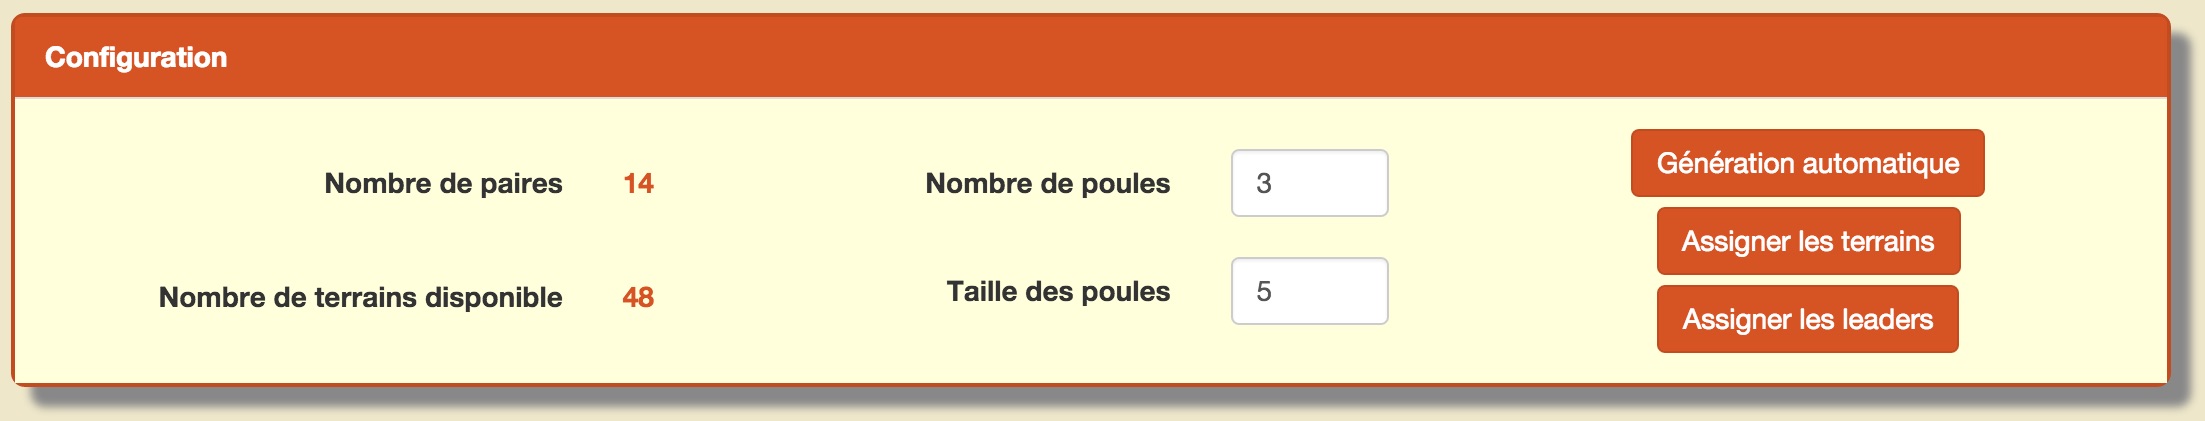 Configuration
Nombre de paires 14
Nombre de poules 3
Génération automatique
Assigner les terrains
Nombre de terrains disponible 48
Taille des poules 5
Assigner les leaders